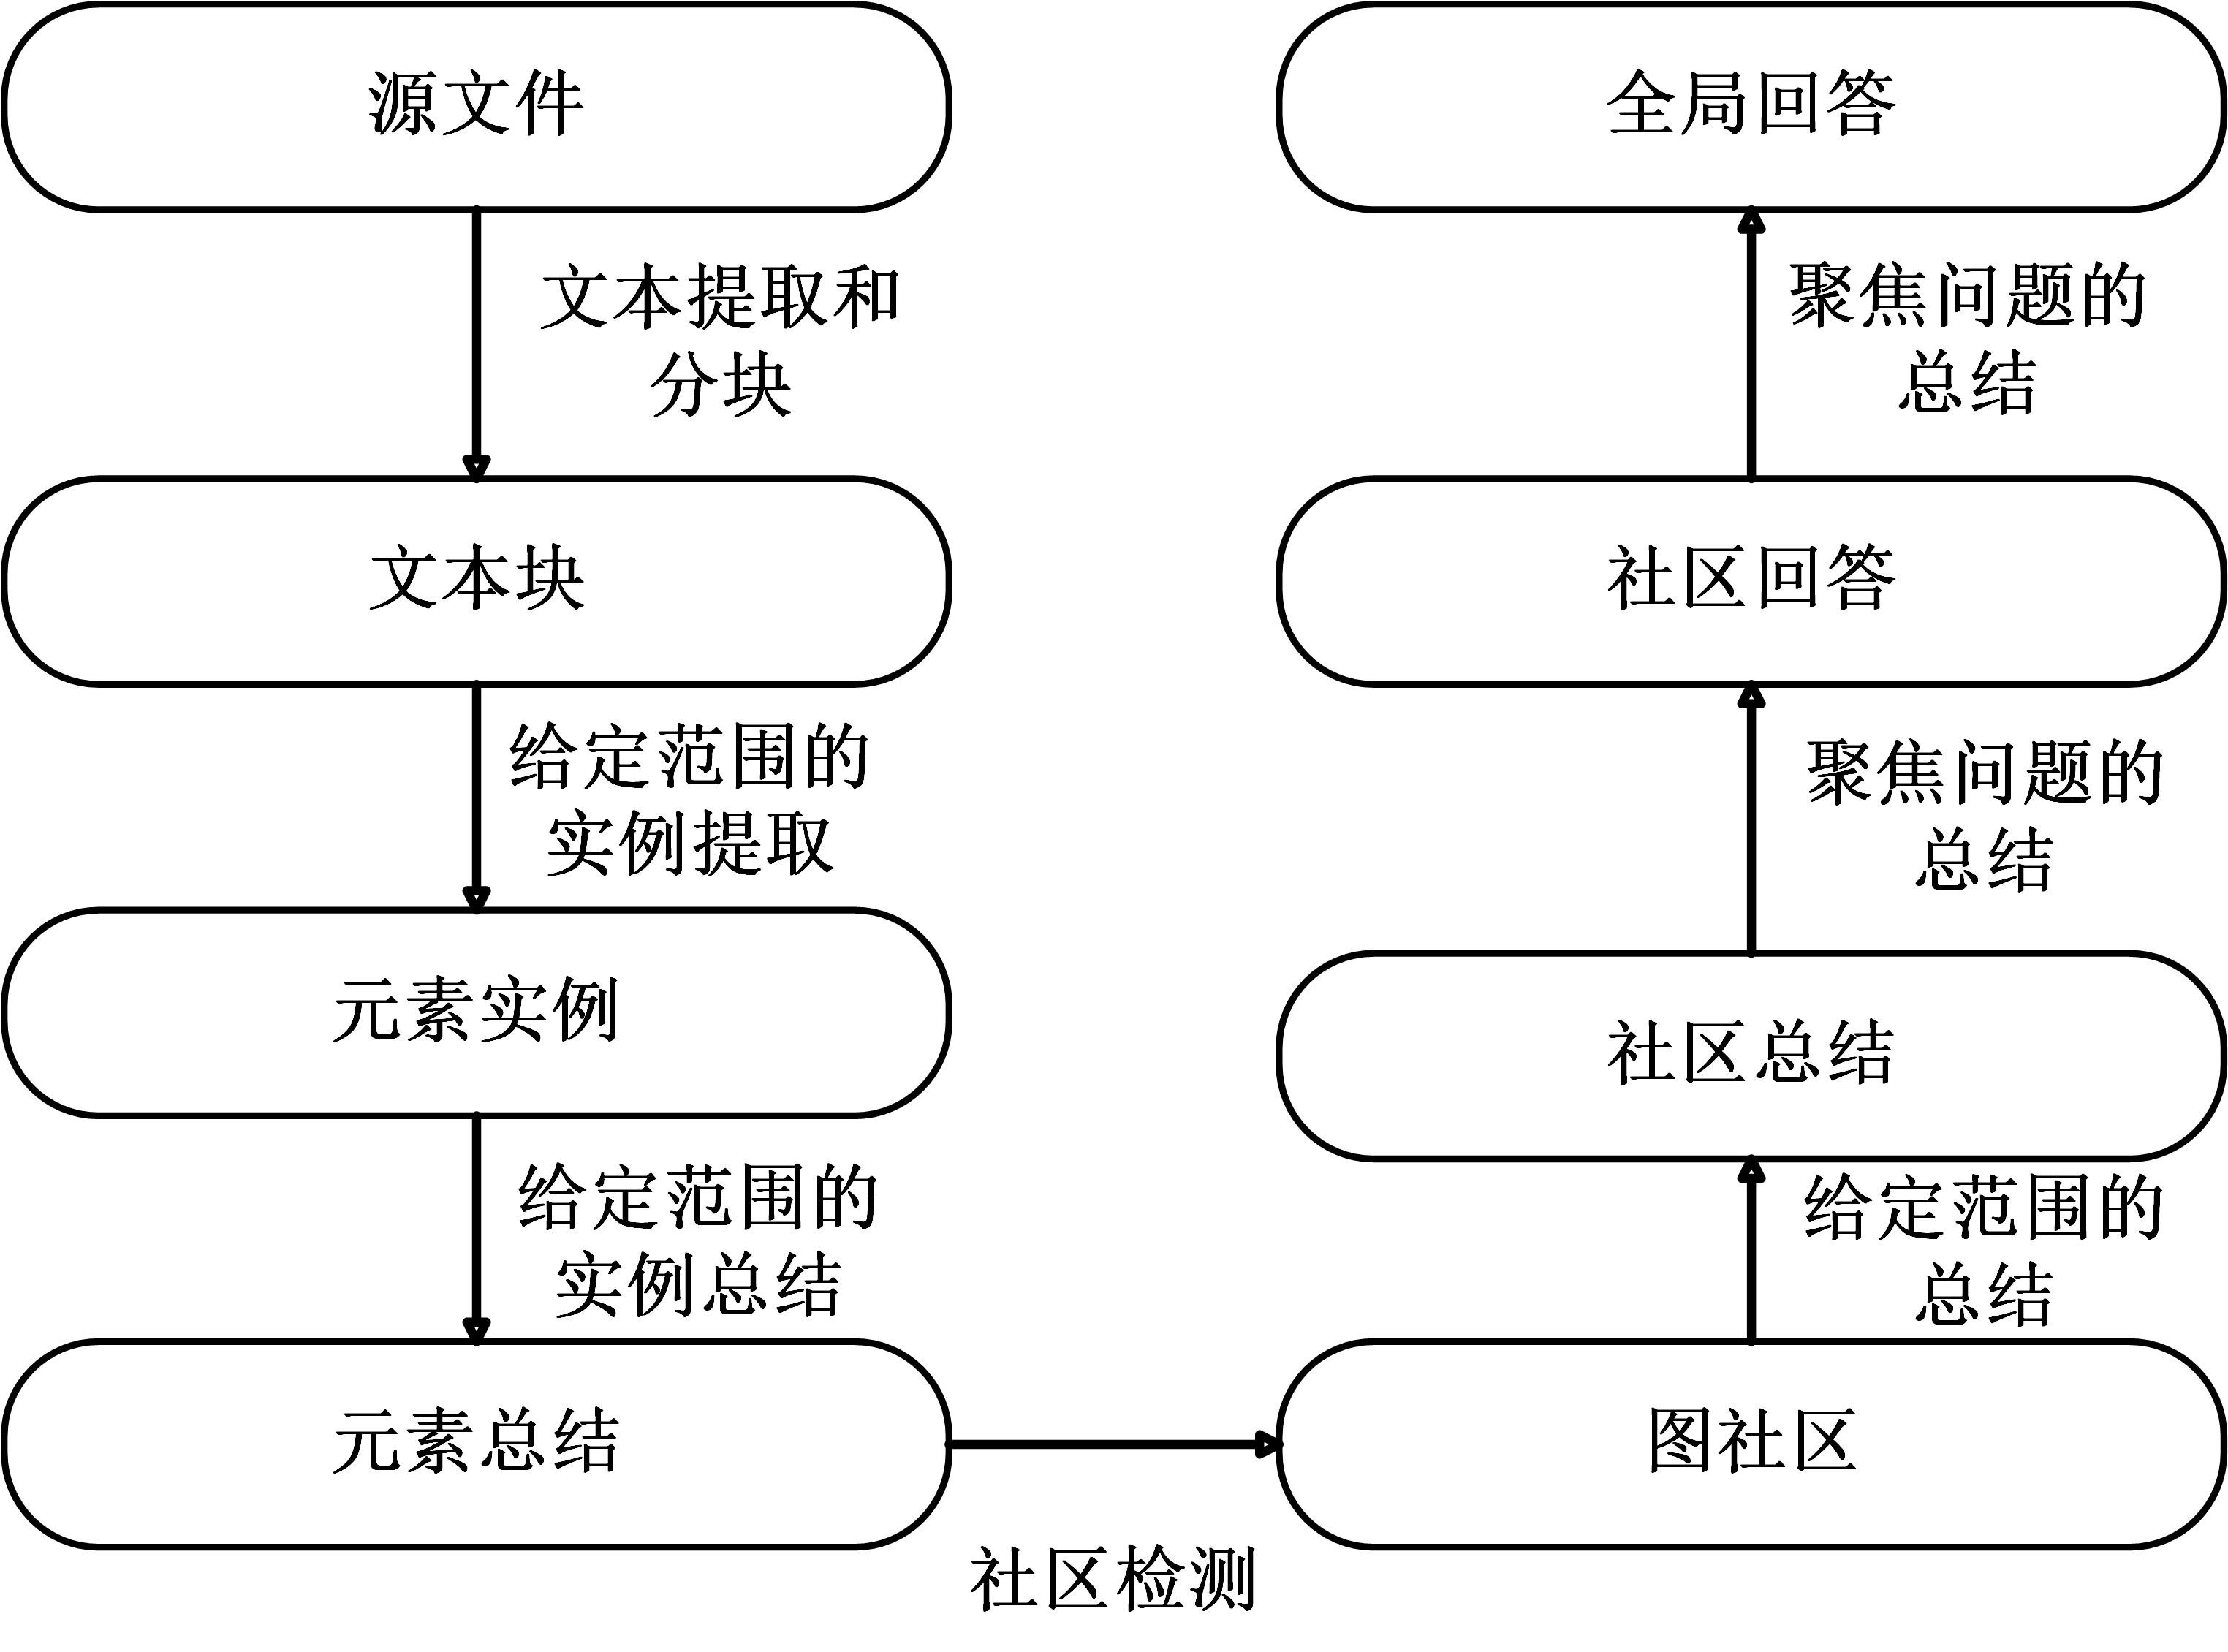 源文件
文本提取和
分块
文本块
给定范围的
实例提取
元素实例
给定范围的
实例总结
元素总结
社区检测
图社区
给定范围的
总结
社区总结
聚焦问题的
总结
社区回答
聚焦问题的
总结
全局回答